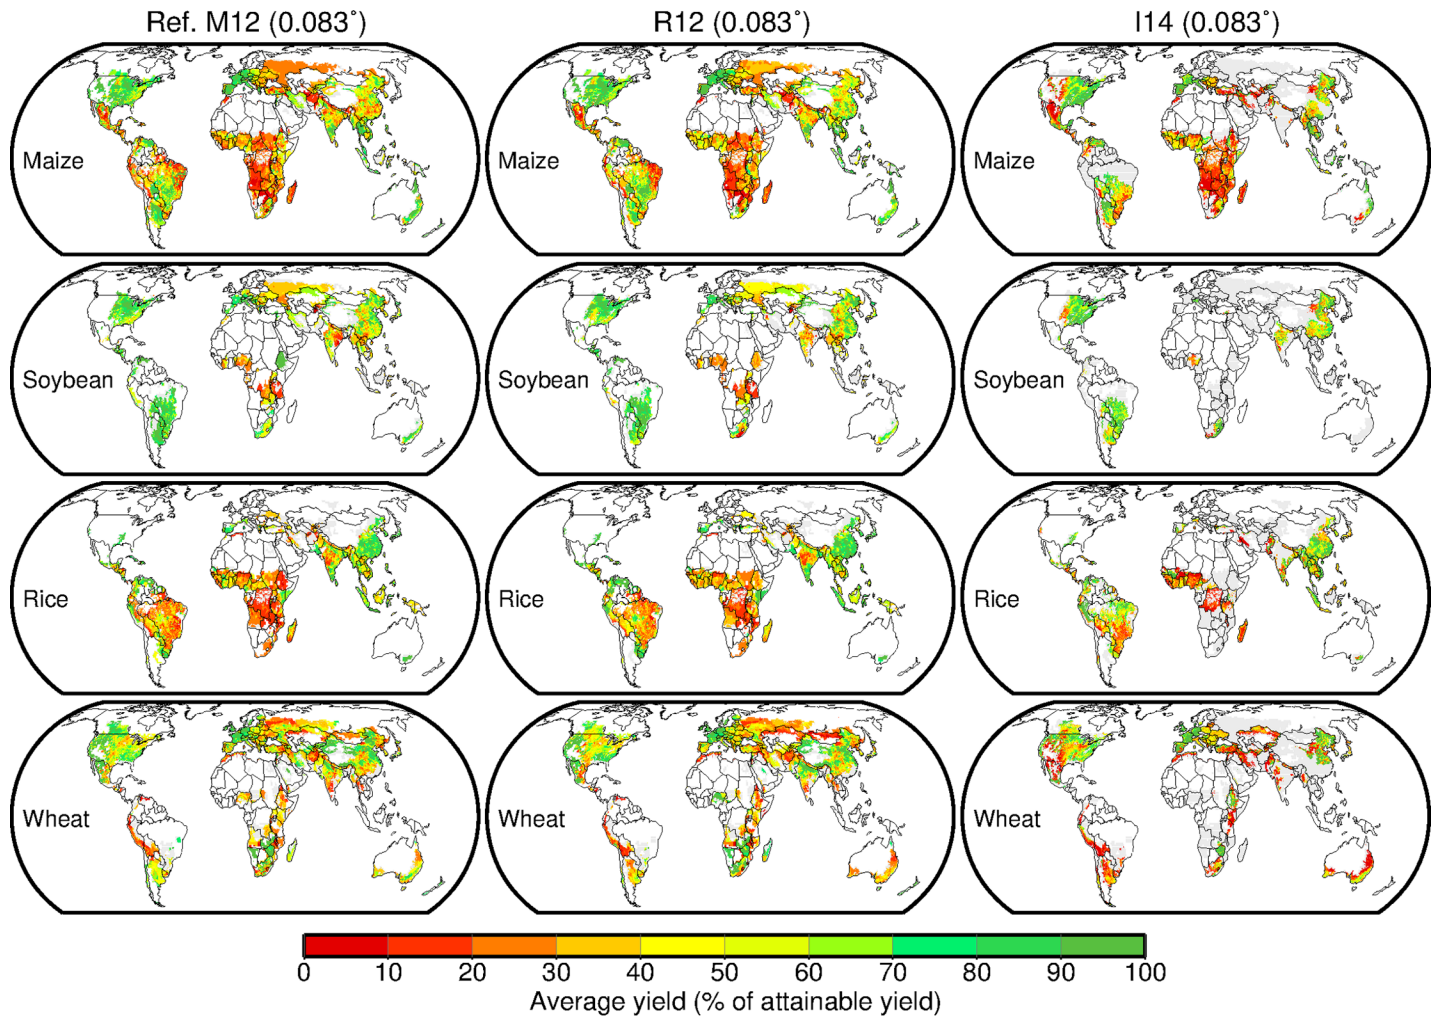 Ref. M12 (0.083˚) R12 (0.083˚) I14 (0.083˚)
Maize Maize Maize
Soybean Soybean Soybean
Rice Rice Rice
Wheat Wheat Wheat
0 10 20 30 40 50 60 70 80 90 100
Average yield (% of attainable yield)